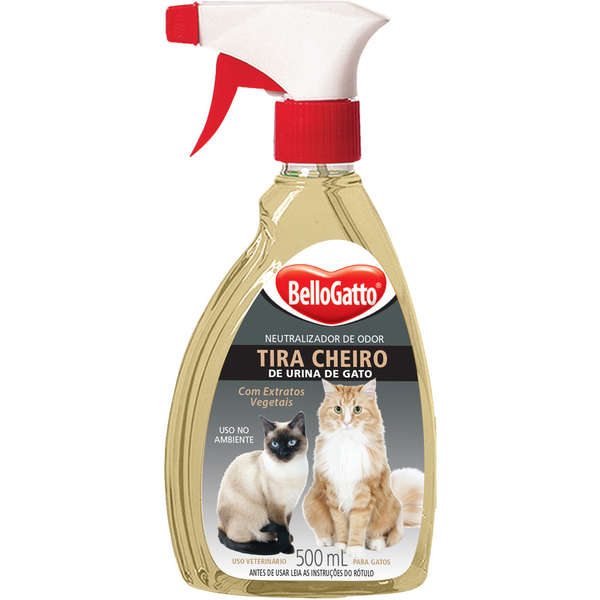 BelloGatto®
NEUTRALIZADOR DE ODOR
TIRA CHEIRO
DE URINA DE GATO
Com Extratos
Vegetais
USO NO
AMBIENTE
USO VETERINÁRIO 500 mL PARA GATOS
ANTES DE USAR LEIA AS INSTRUÇÕES DO RÓTULO